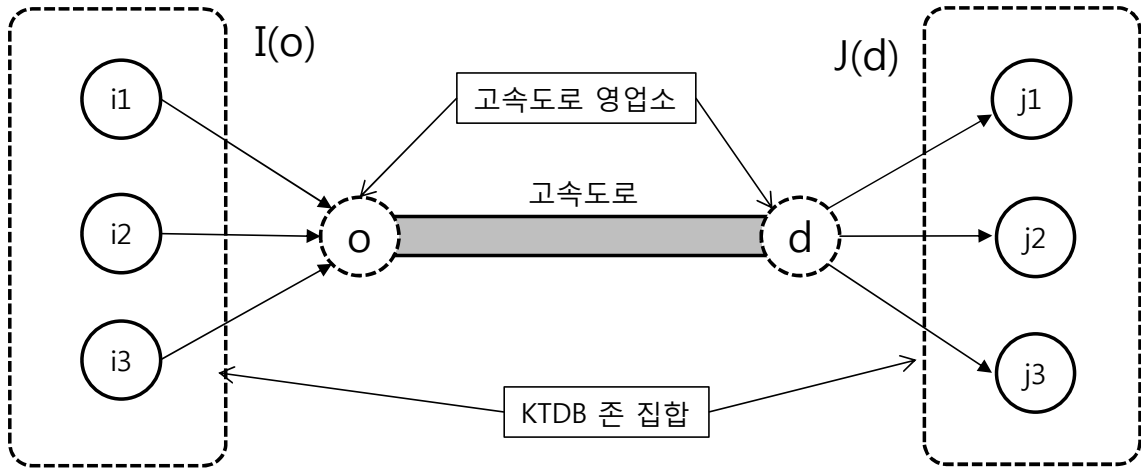 I(o)
J(d)
i1
고속도로 영업소
j1
고속도로
i2
o
d
j2
i3
j3
KTDB 존 집합